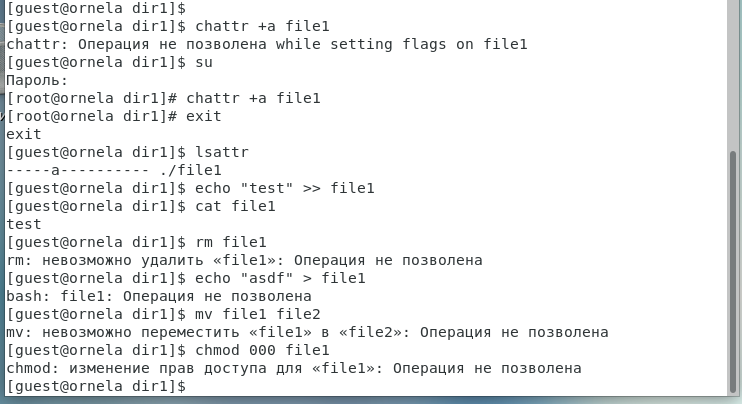 [guest@ornela dir1]$
[guest@ornela dir1]$ chattr +a file1
chattr: Операция не позволена while setting flags on file1
[guest@ornela dir1]$ su
Пароль:
[root@ornela dir1]# chattr +a file1
[root@ornela dir1]# exit
exit
[guest@ornela dir1]$ lsattr
-----a---------- ./file1
[guest@ornela dir1]$ echo "test" >> file1
[guest@ornela dir1]$ cat file1
test
[guest@ornela dir1]$ rm file1
rm: невозможно удалить «file1»: Операция не позволена
[guest@ornela dir1]$ echo "asdf" > file1
bash: file1: Операция не позволена
[guest@ornela dir1]$ mv file1 file2
mv: невозможно переместить «file1» в «file2»: Операция не позволена
[guest@ornela dir1]$ chmod 000 file1
chmod: изменение прав доступа для «file1»: Операция не позволена
[guest@ornela dir1]$